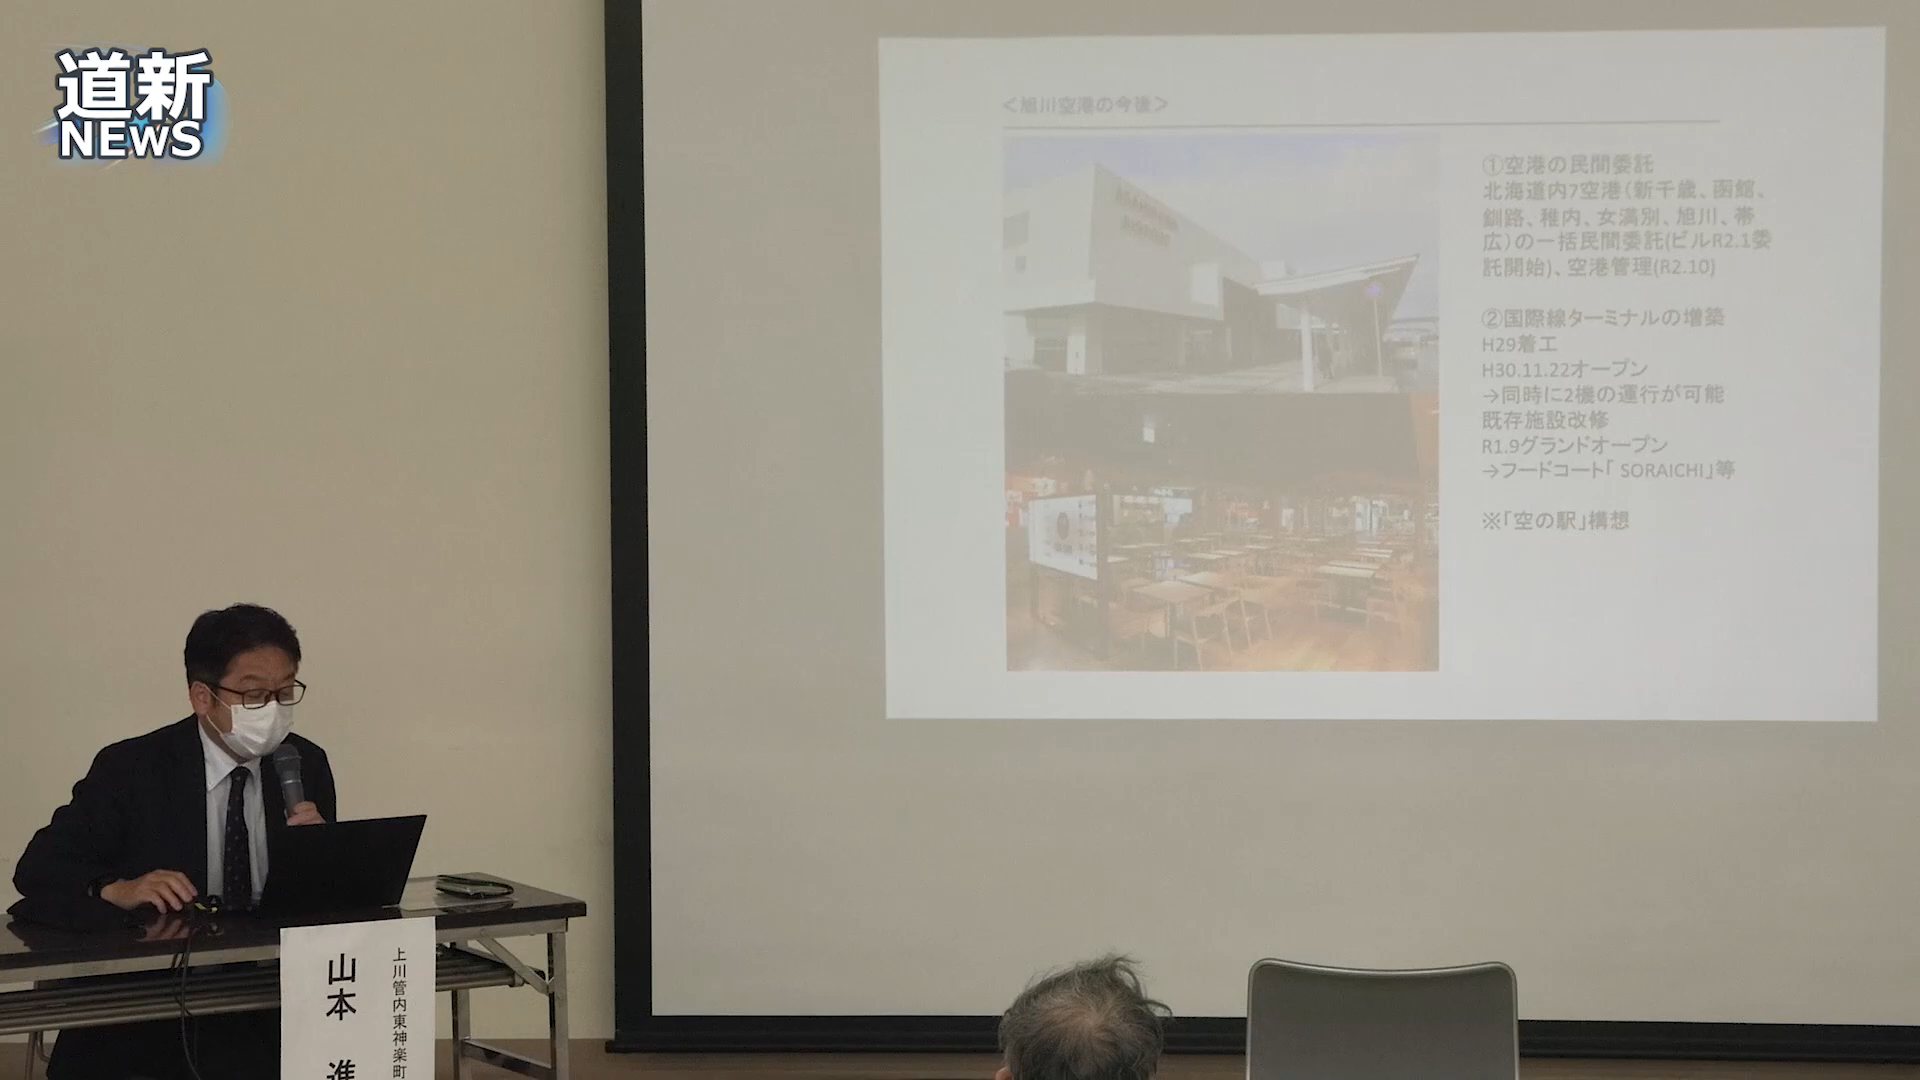 道新
NEWS
＜旭川空港の今後＞
①空港の民間委託
北海道内7空港(新千歳、函館、
釧路、稚内、女満別、旭川、帯
広)の一括民間委託(ビルR2.1委
託開始)、空港管理(R2.10)
②国際線ターミナルの増築
H29着工
H30.11.22オープン
→同時に2機の運行が可能
既存施設改修
R1.9グランドオープン
→フードコート「 SORAICHI」等
※「空の駅」構想
上川管内東神楽町
山本 進